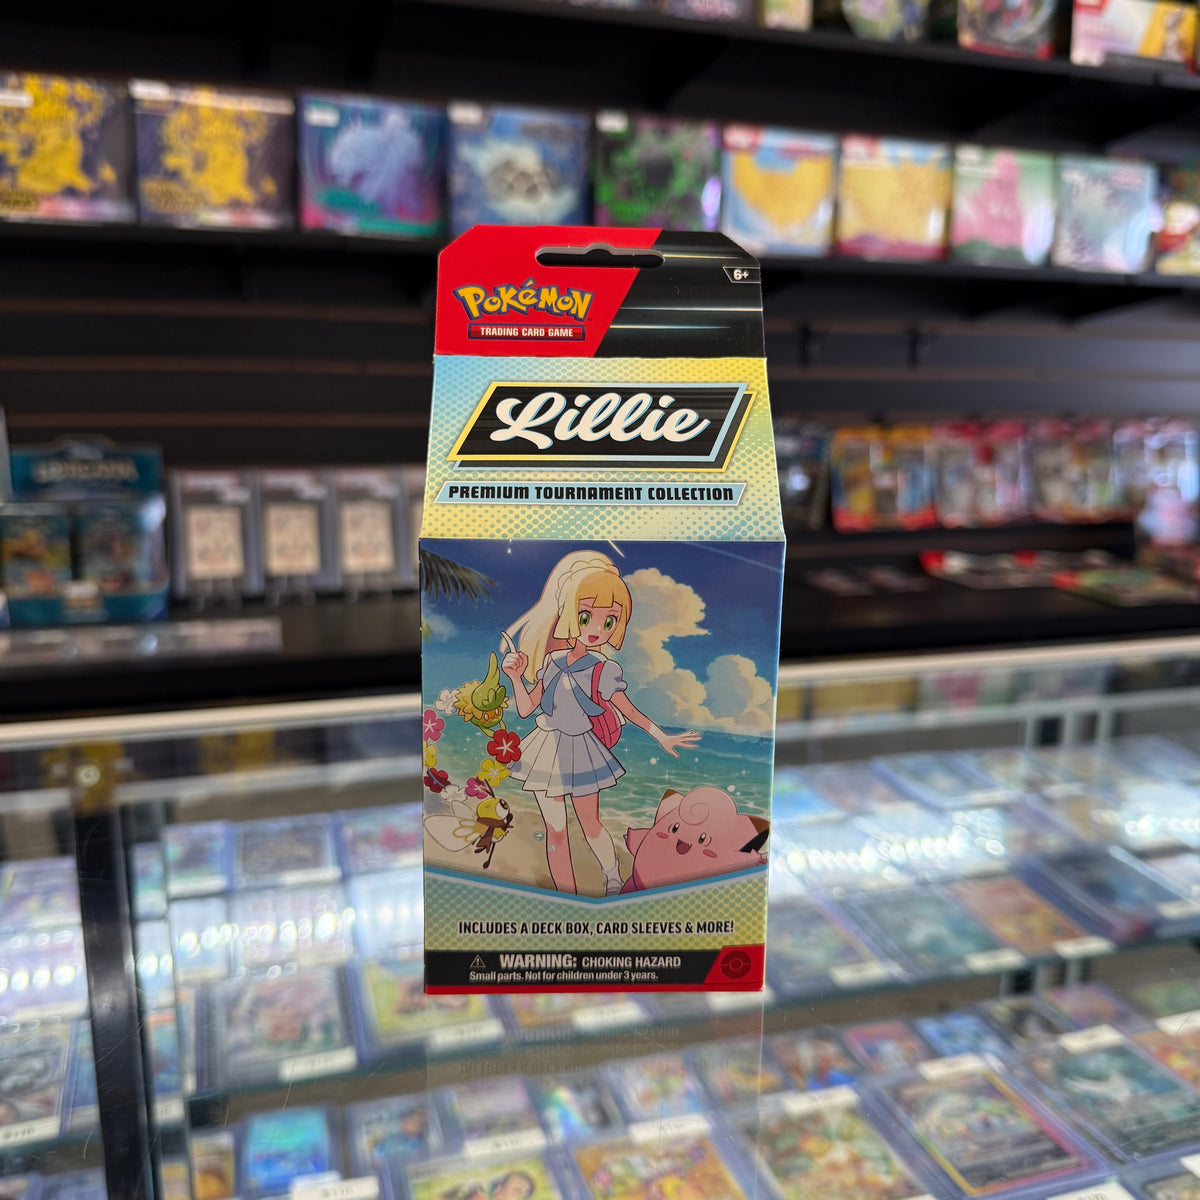 6+
POKéMON
TRADING CARD GAME
Lillie
PREMIUM TOURNAMENT COLLECTION
INCLUDES A DECK BOX, CARD SLEEVES & MORE!
WARNING: CHOKING HAZARD
Small parts. Not for children under 3 years.
LORCANA